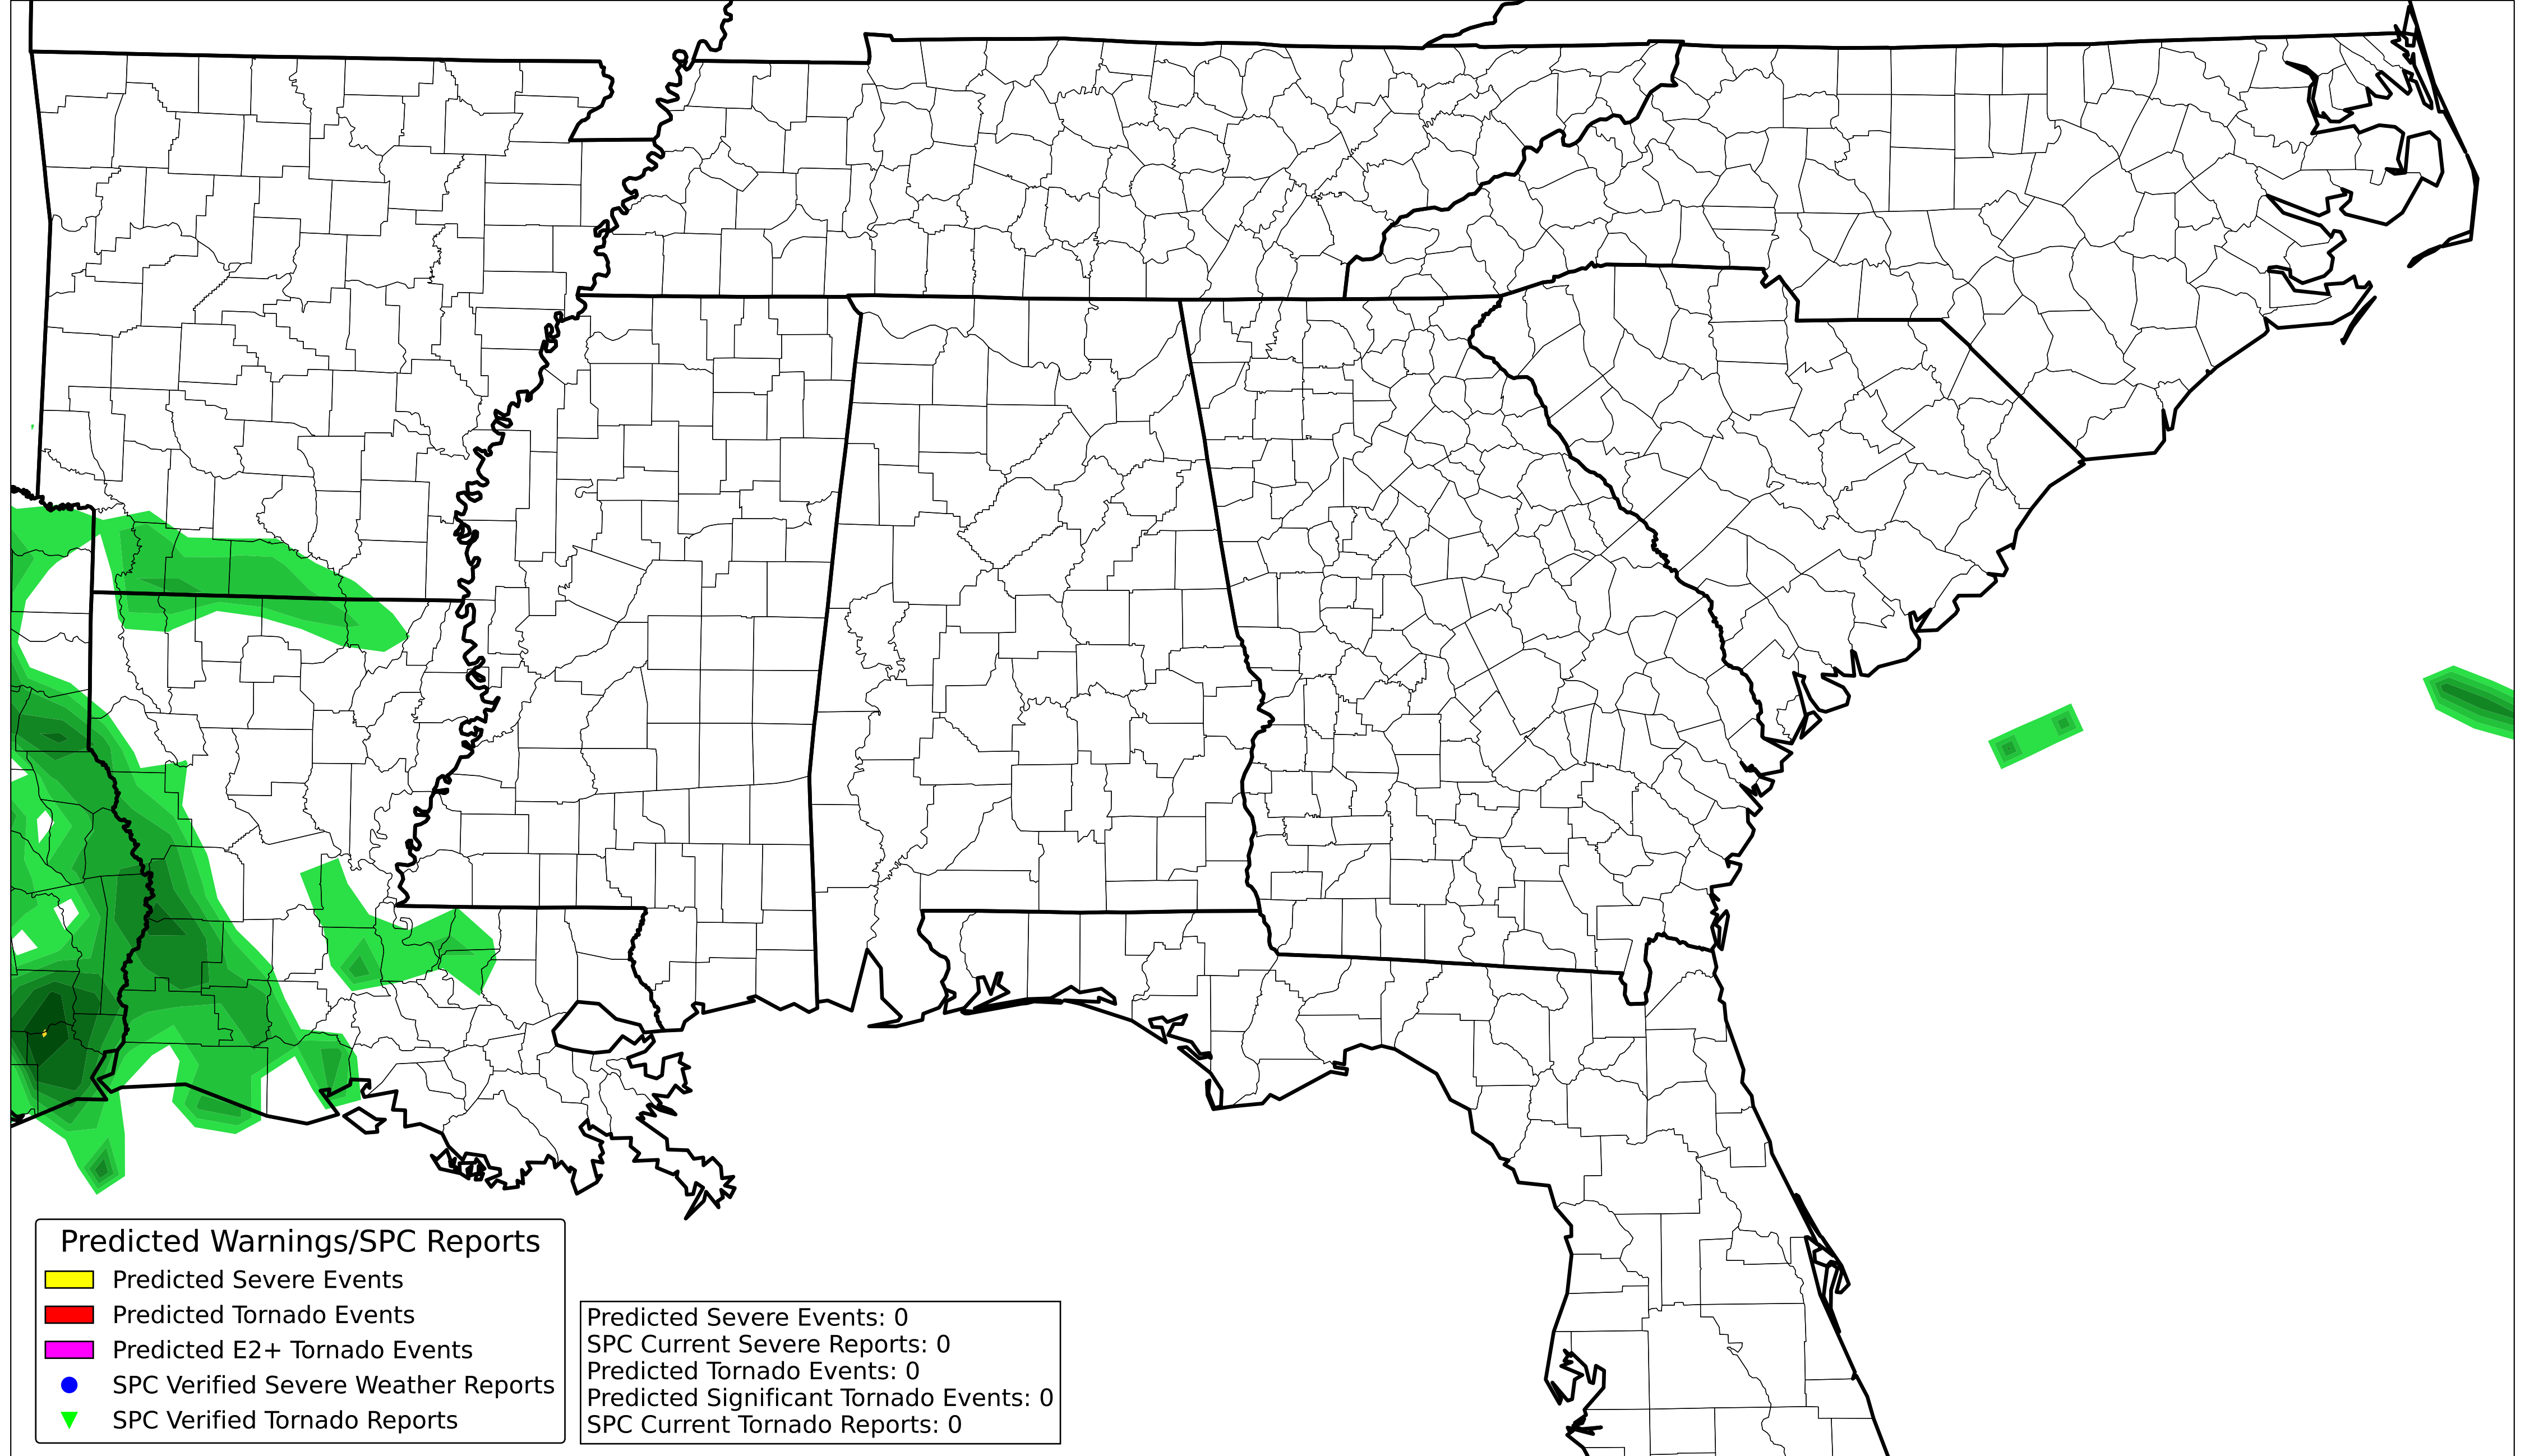 Predicted Warnings/SPC Reports
Predicted Severe Events
Predicted Tornado Events
Predicted E2+ Tornado Events
SPC Verified Severe Weather Reports
SPC Verified Tornado Reports
Predicted Severe Events: 0
SPC Current Severe Reports: 0
Predicted Tornado Events: 0
Predicted Significant Tornado Events: 0
SPC Current Tornado Reports: 0